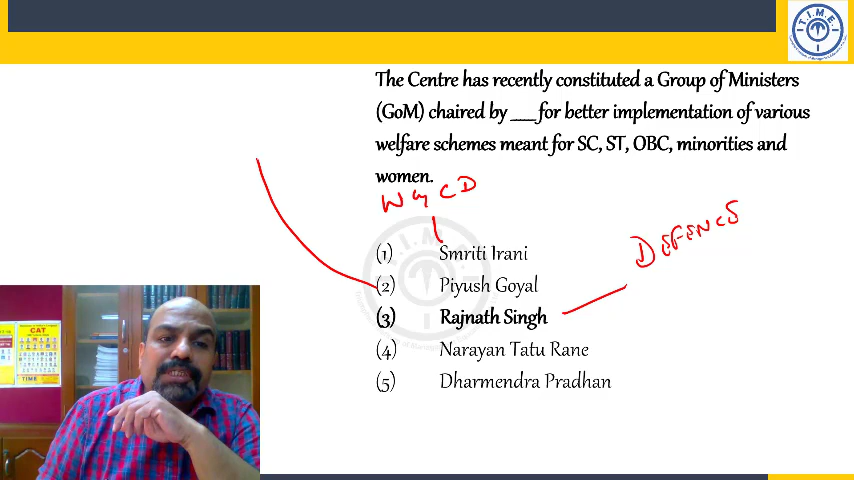 T.I.M.E.
The Centre has recently constituted a Group of Ministers
(GoM) chaired by ___ for better implementation of various
welfare schemes meant for SC, ST, OBC, minorities and
women.
W & C D
DEFENCE
(1) Smriti Irani
(2) Piyush Goyal
(3) Rajnath Singh
(4) Narayan Tatu Rane
(5) Dharmendra Pradhan
CAT
TIME